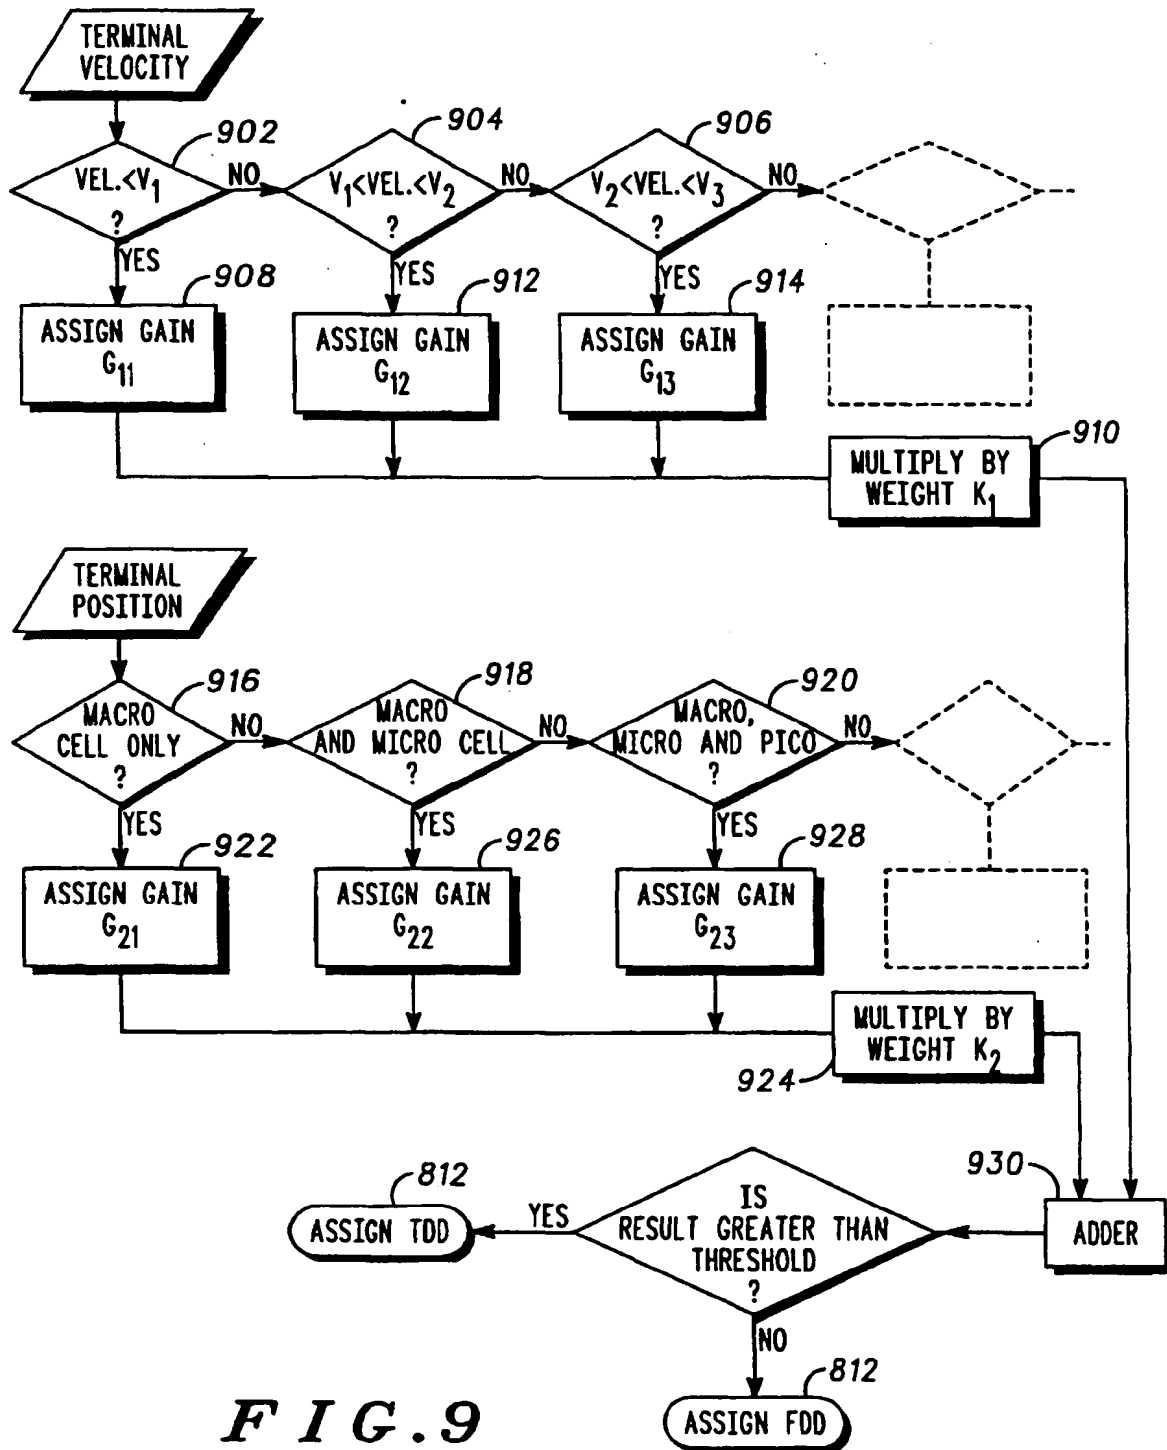 TERMINAL
VELOCITY
902
904
906
VEL.<V1
?
NO
V1<VEL.<V2
?
NO
V2<VEL.<V3
?
NO
YES
YES
YES
908
912
914
ASSIGN GAIN
G11
ASSIGN GAIN
G12
ASSIGN GAIN
G13
910
MULTIPLY BY
WEIGHT K1
TERMINAL
POSITION
916
918
920
MACRO
CELL ONLY
?
NO
MACRO
AND MICRO CELL
?
NO
MACRO,
MICRO AND PICO
?
NO
YES
YES
YES
922
926
928
ASSIGN GAIN
G21
ASSIGN GAIN
G22
ASSIGN GAIN
G23
MULTIPLY BY
WEIGHT K2
924
930
ADDER
IS
RESULT GREATER THAN
THRESHOLD
?
YES
812
ASSIGN TDD
NO
812
ASSIGN FDD
FIG.9